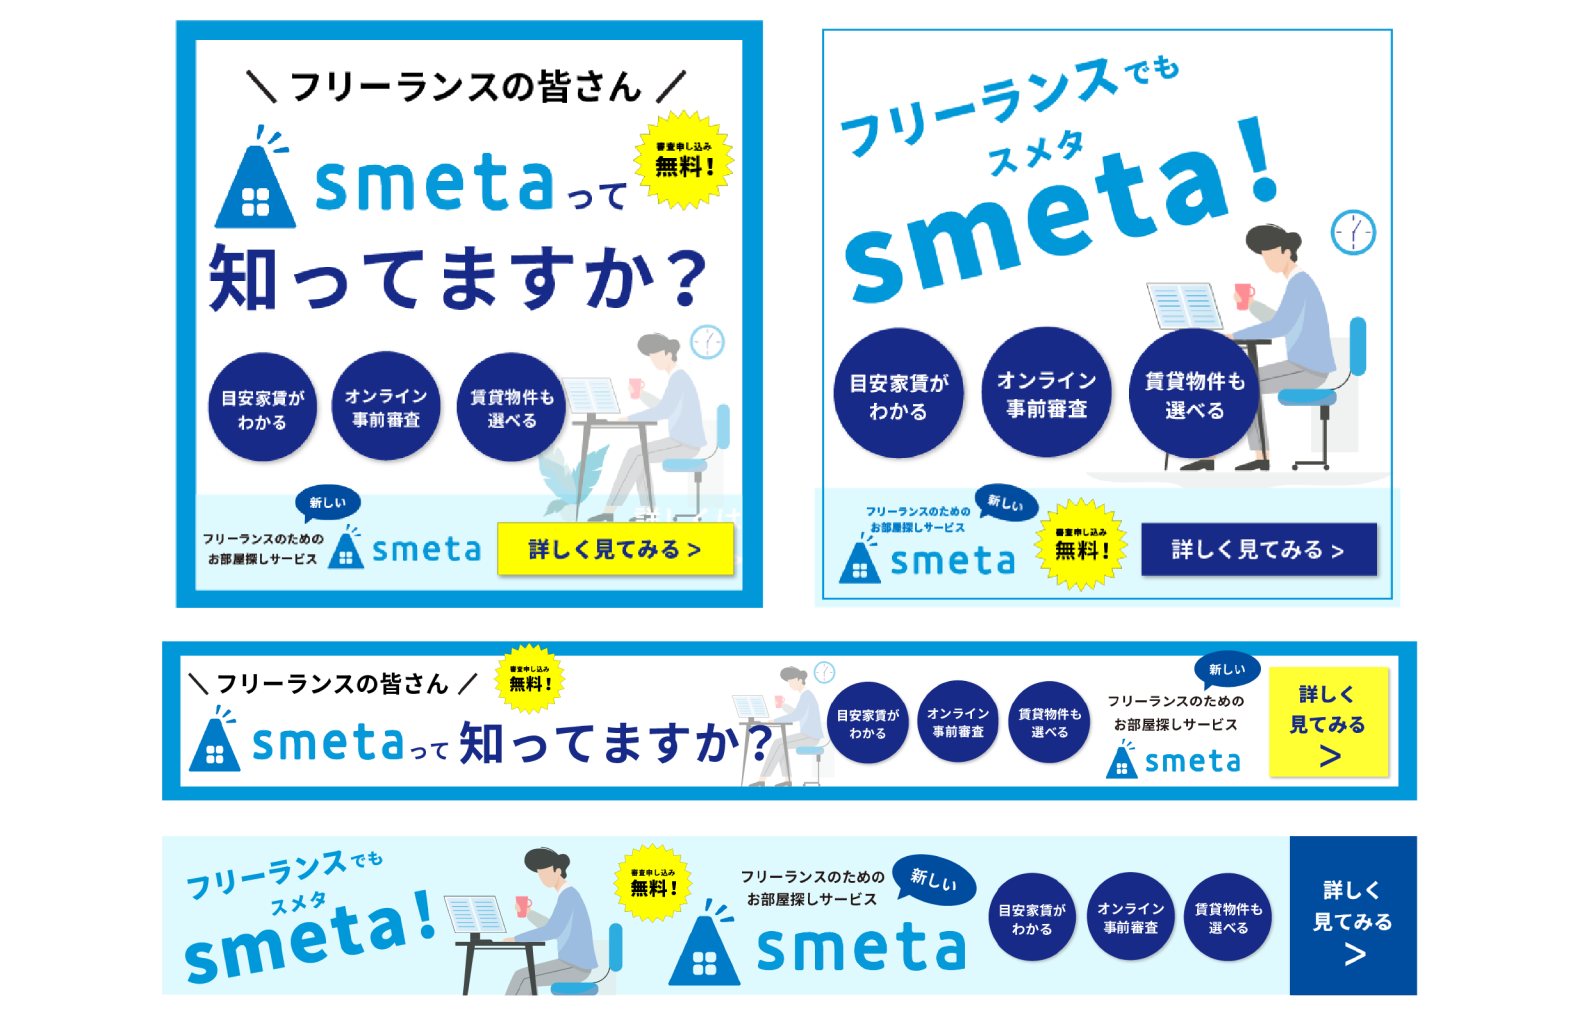 ＼ フリーランスの皆さん ／
審査申し込み
無料！
smetaって
知ってますか？
目安家賃が
わかる
オンライン
事前審査
賃貸物件も
選べる
新しい
フリーランスのための
お部屋探しサービス
smeta
詳しくは
詳しく見てみる >
フリーランスでも
スメタ
smeta!
目安家賃が
わかる
オンライン
事前審査
賃貸物件も
選べる
フリーランスのための
お部屋探しサービス
新しい
smeta
審査申し込み
無料！
詳しく見てみる >
＼ フリーランスの皆さん ／
審査申し込み
無料！
smetaって 知ってますか？
目安家賃が
わかる
オンライン
事前審査
賃貸物件も
選べる
新しい
フリーランスのための
お部屋探しサービス
smeta
詳しく
見てみる
>
フリーランスでも
スメタ
smeta!
審査申し込み
無料！
フリーランスのための
お部屋探しサービス
新しい
smeta
目安家賃が
わかる
オンライン
事前審査
賃貸物件も
選べる
詳しく
見てみる
>